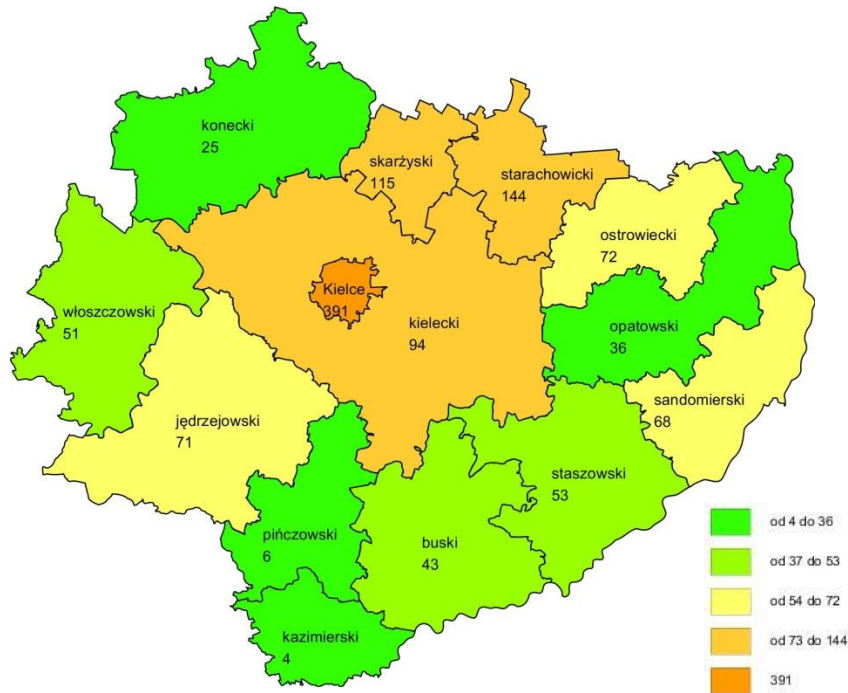 konecki
25
skarżyski
115
starachowicki
144
ostrowiecki
72
włoszczowski
51
Kielce
391
kielecki
94
opatowski
36
jędrzejowski
71
sandomierski
68
staszowski
53
pińczowski
6
buski
43
kazimierski
4
od 4 do 36
od 37 do 53
od 54 do 72
od 73 do 144
391